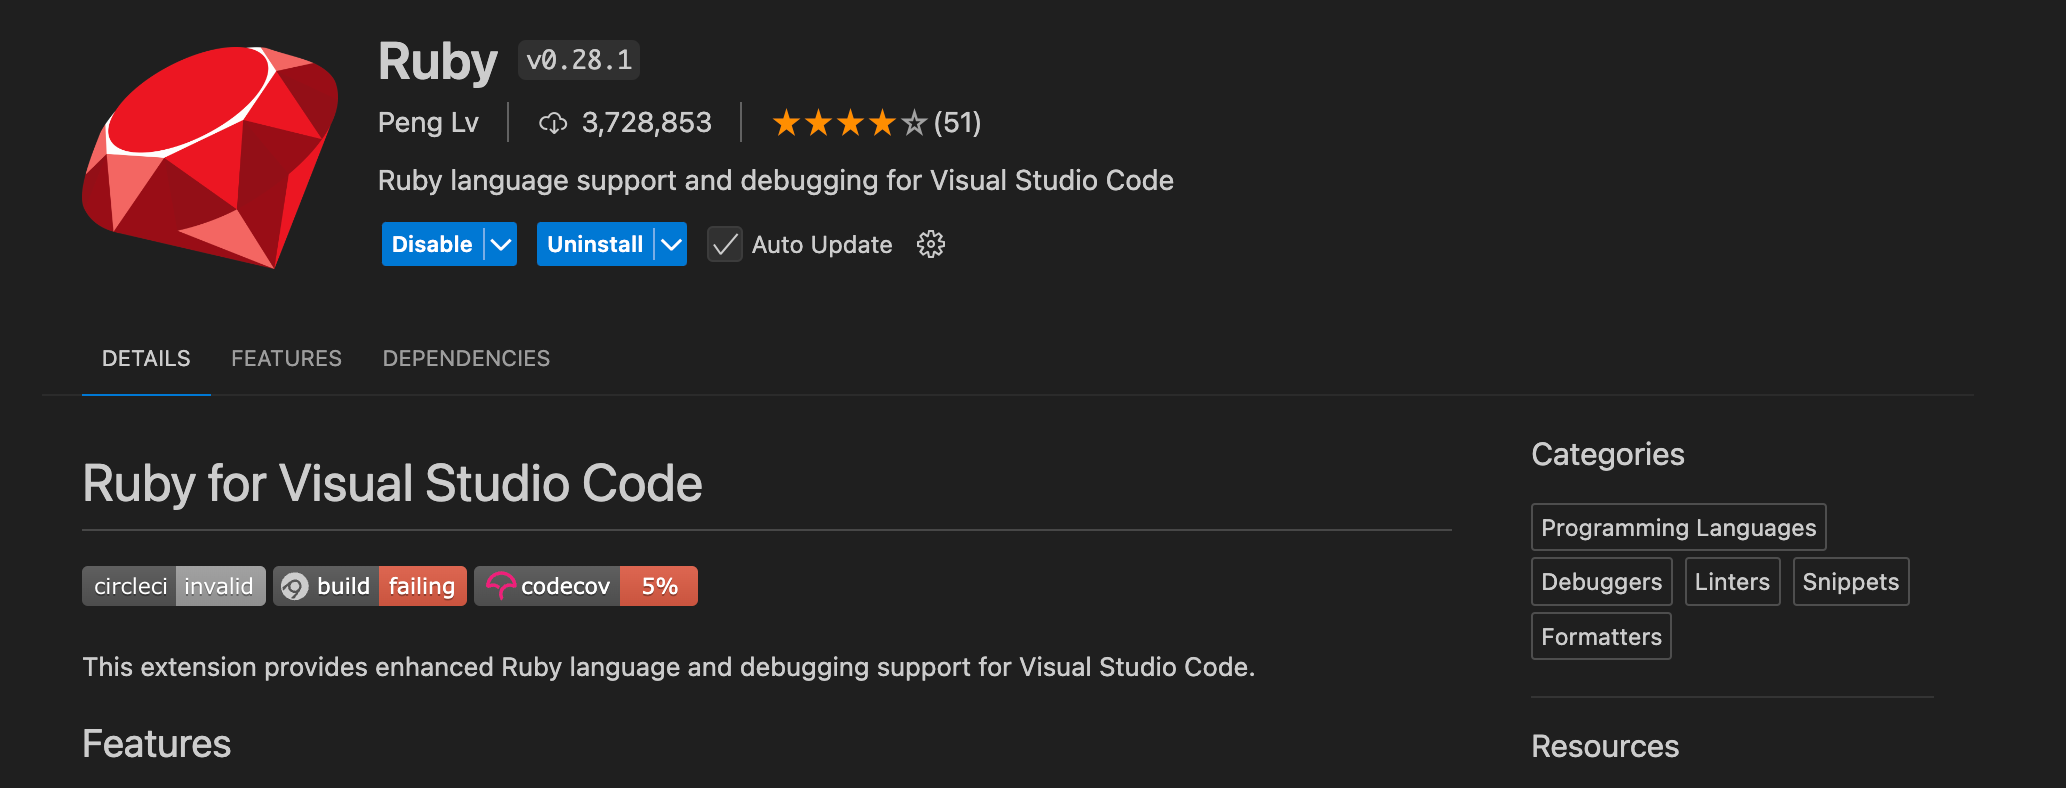 Ruby v0.28.1
Peng Lv 3,728,853 ★★★★☆ (51)
Ruby language support and debugging for Visual Studio Code
Disable Uninstall Auto Update
DETAILS FEATURES DEPENDENCIES
Ruby for Visual Studio Code
circleci invalid build failing codecov 5%
This extension provides enhanced Ruby language and debugging support for Visual Studio Code.
Features
Categories
Programming Languages
Debuggers Linters Snippets
Formatters
Resources